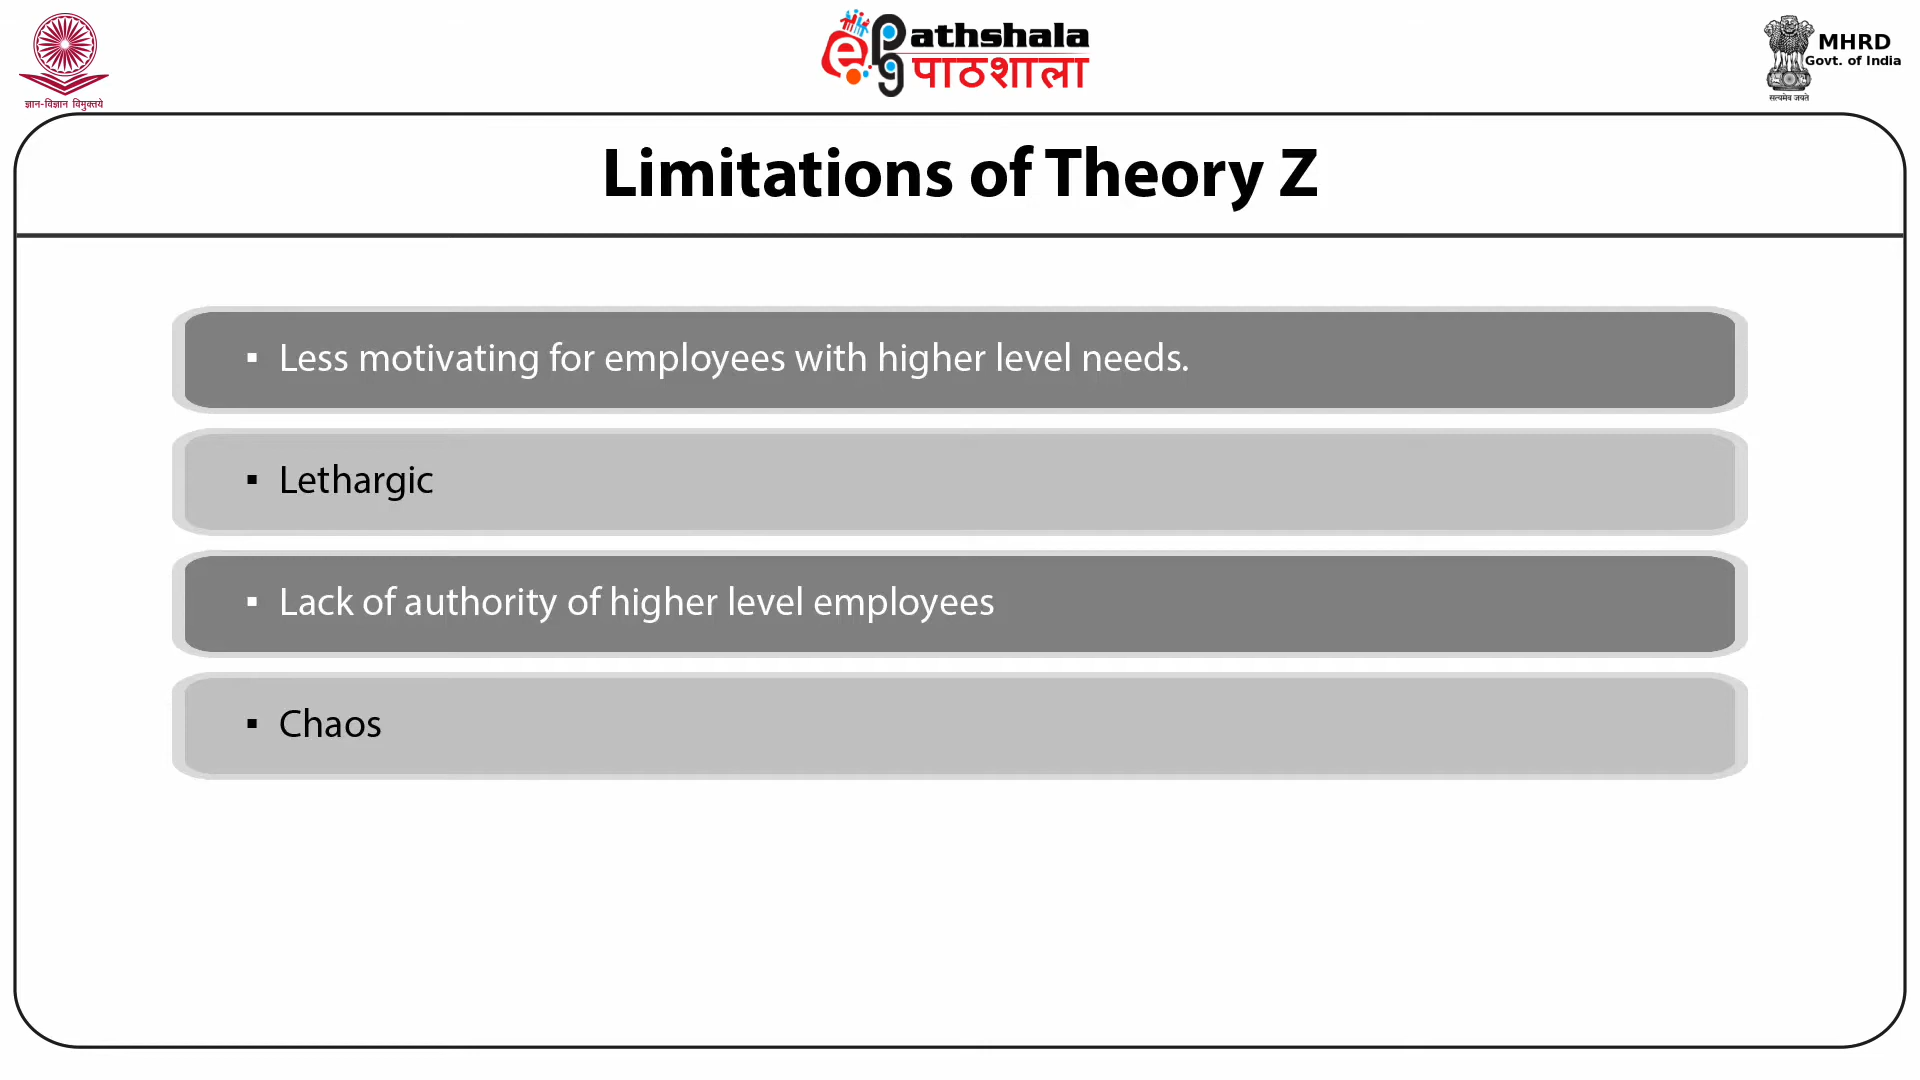 ज्ञान-विज्ञान विमुक्तये
ePathshala
पाठशाला
MHRD
Govt. of India
सत्यमेव जयते
Limitations of Theory Z
▪ Less motivating for employees with higher level needs.
▪ Lethargic
▪ Lack of authority of higher level employees
▪ Chaos